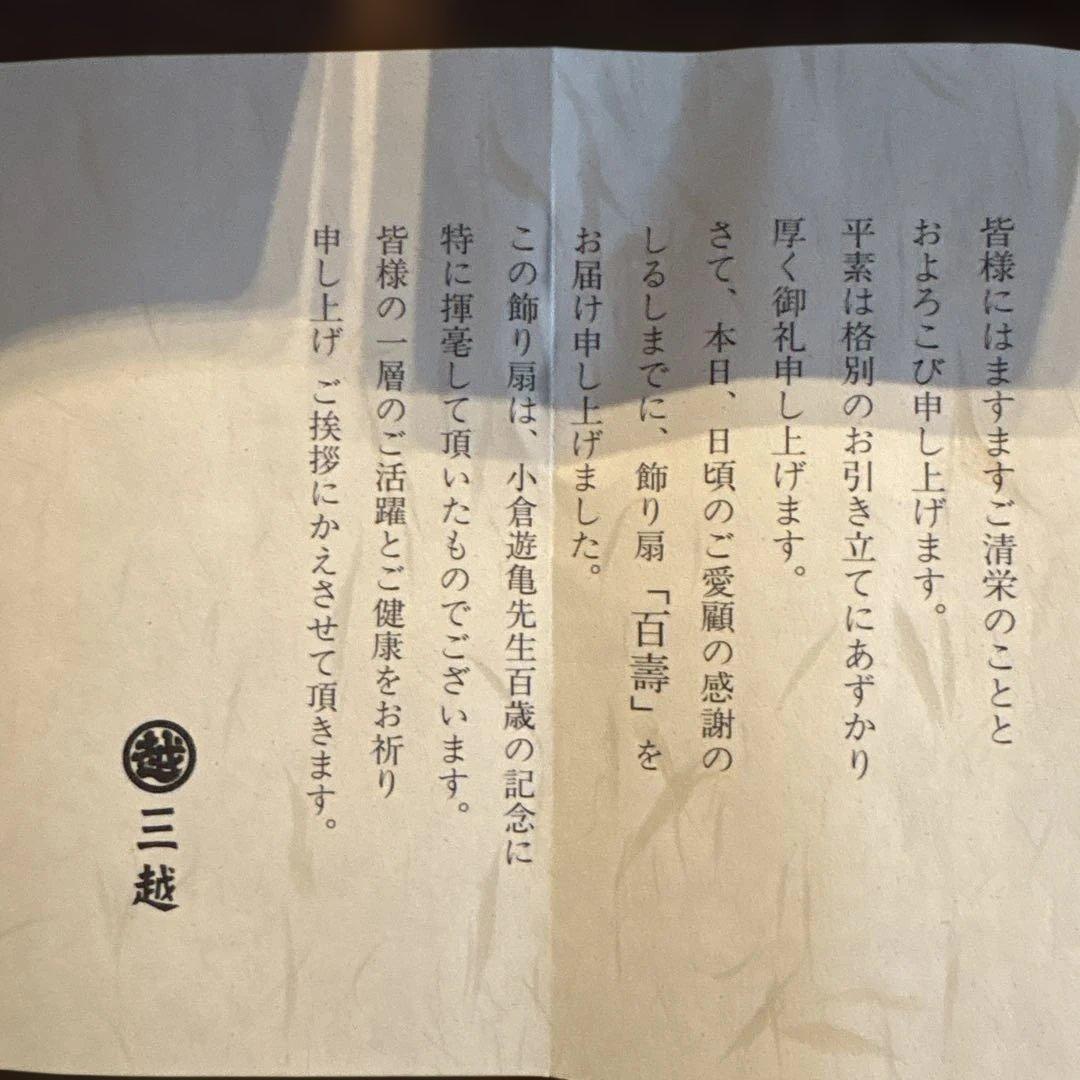 皆様にはますますご清栄のことと
およろこび申し上げます。
平素は格別のお引き立てにあずかり
厚く御礼申し上げます。
さて、本日、日頃のご愛顧の感謝の
しるしまでに、飾り扇「百壽」を
お届け申し上げました。
この飾り扇は、小倉遊亀先生百歳の記念に
特に揮毫して頂いたものでございます。
皆様の一層のご活躍とご健康をお祈り
申し上げ ご挨拶にかえさせて頂きます。
越 三越